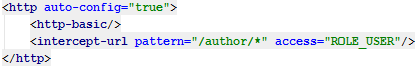 <http auto-config="true">
<http-basic/>
<intercept-url pattern="/author/*" access="ROLE_USER"/>
</http>